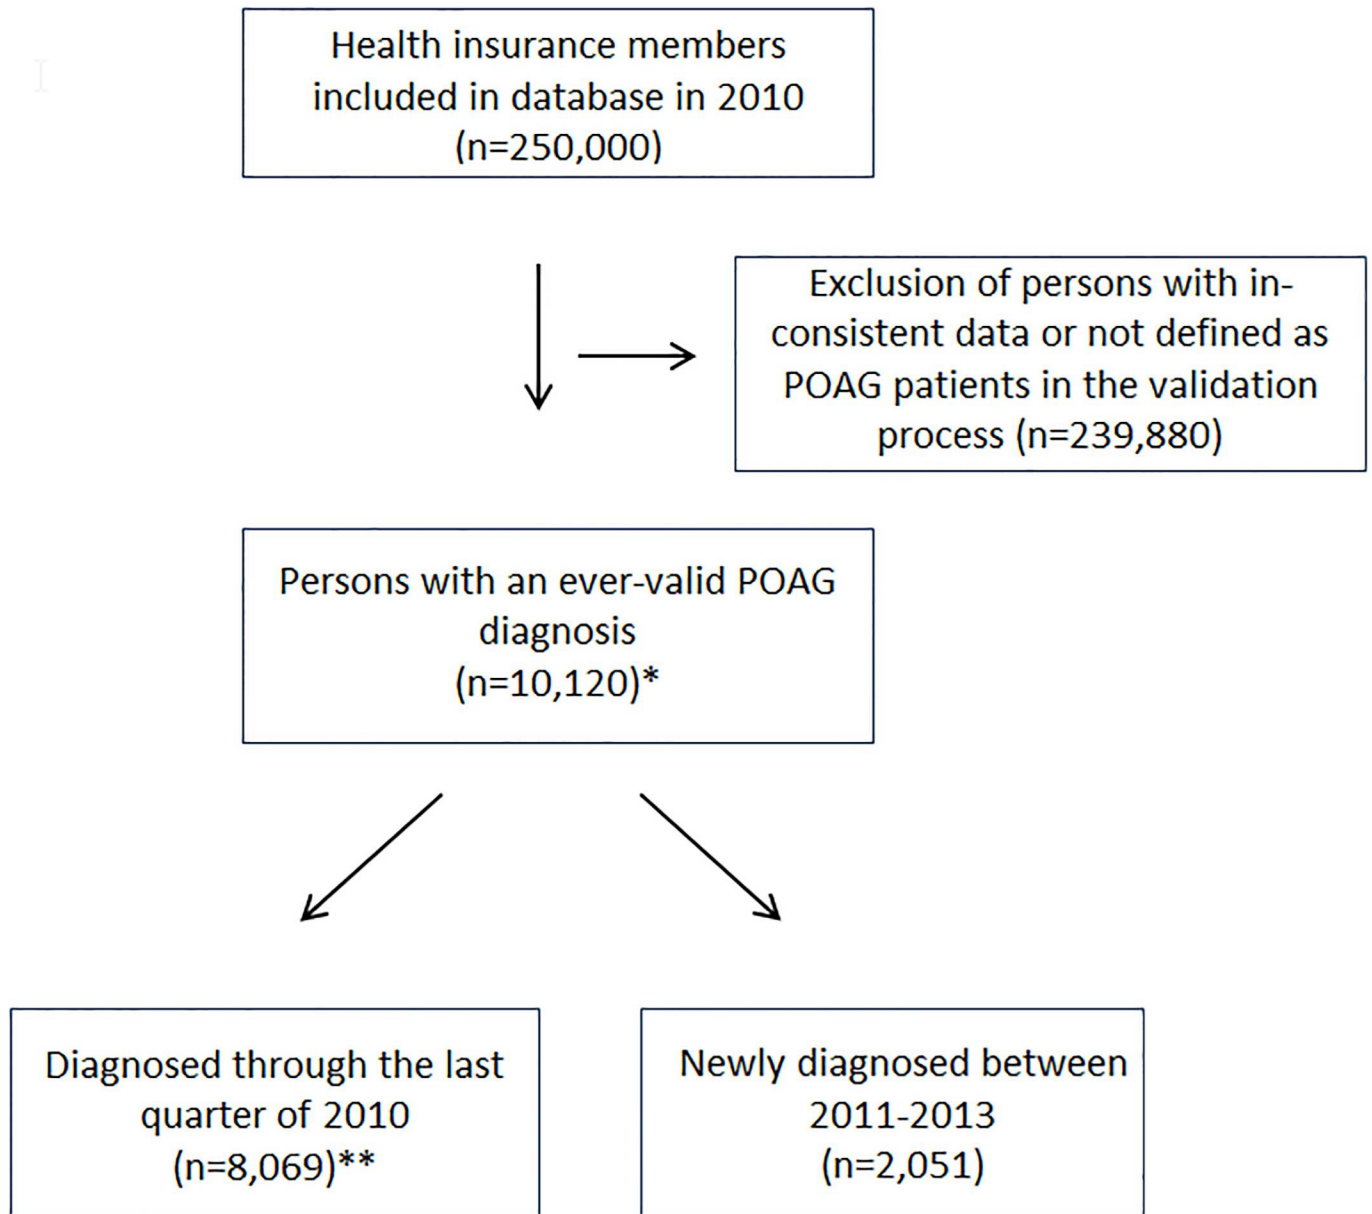 Health insurance members
included in database in 2010
(n=250,000)
Exclusion of persons with in-
consistent data or not defined as
POAG patients in the validation
process (n=239,880)
Persons with an ever-valid POAG
diagnosis
(n=10,120)*
Diagnosed through the last
quarter of 2010
(n=8,069)**
Newly diagnosed between
2011-2013
(n=2,051)